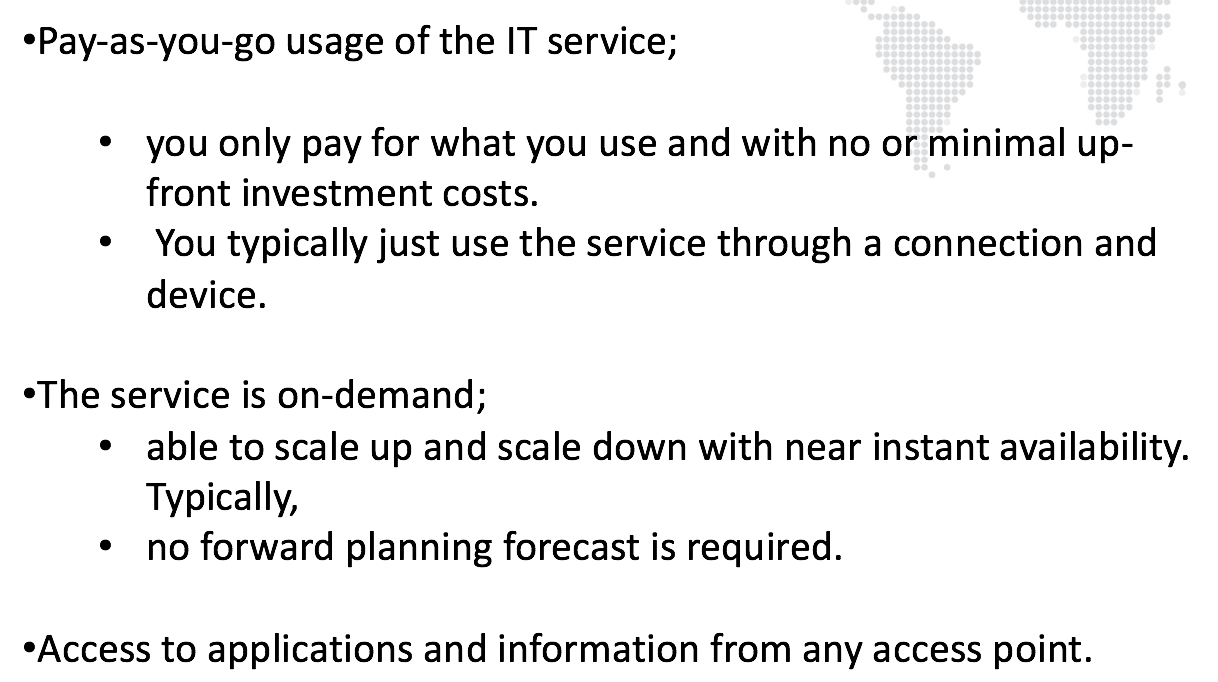 •Pay-as-you-go usage of the IT service;
• you only pay for what you use and with no or minimal up-
front investment costs.
• You typically just use the service through a connection and
device.
•The service is on-demand;
• able to scale up and scale down with near instant availability.
Typically,
• no forward planning forecast is required.
•Access to applications and information from any access point.